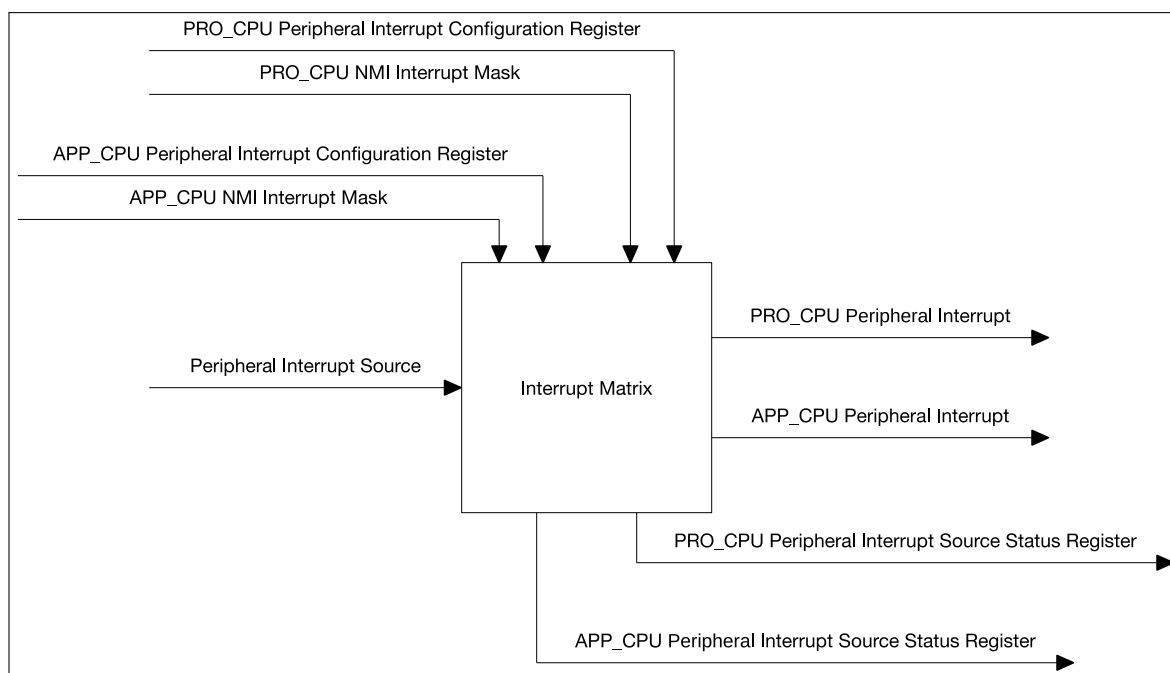 PRO_CPU Peripheral Interrupt Configuration Register
PRO_CPU NMI Interrupt Mask
APP_CPU Peripheral Interrupt Configuration Register
APP_CPU NMI Interrupt Mask
PRO_CPU Peripheral Interrupt
Peripheral Interrupt Source
Interrupt Matrix
APP_CPU Peripheral Interrupt
PRO_CPU Peripheral Interrupt Source Status Register
APP_CPU Peripheral Interrupt Source Status Register